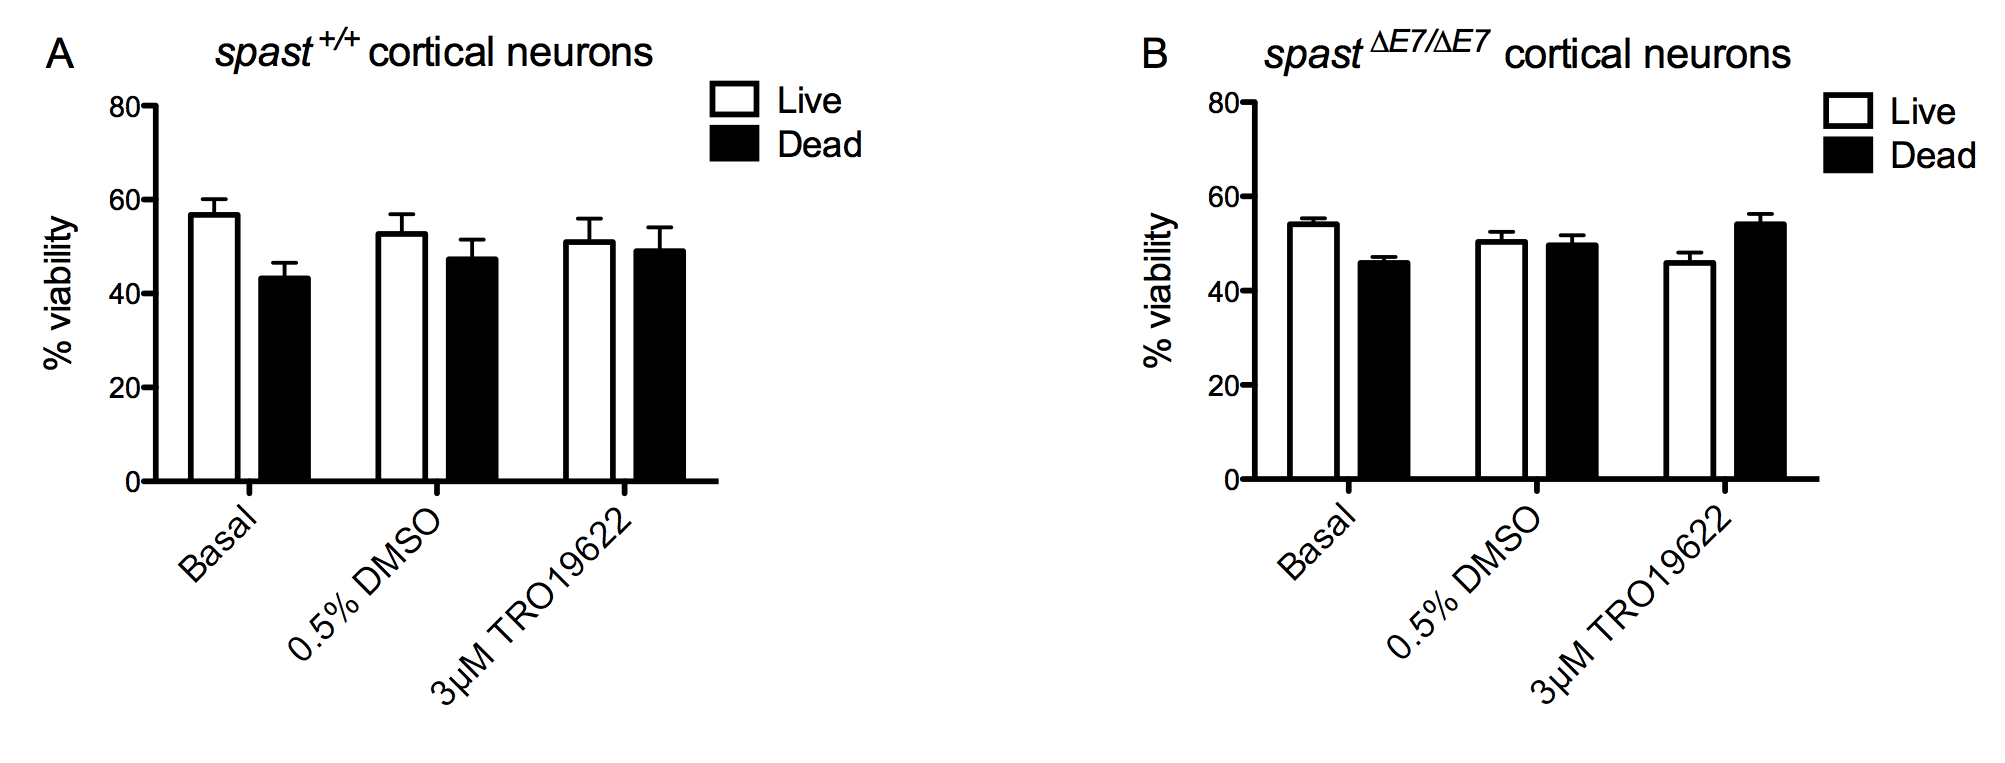 A
spast +/+ cortical neurons
Live
Dead
% viability
80
60
40
20
0
Basal
0.5% DMSO
3µM TRO19622
B
spast ΔE7/ΔE7 cortical neurons
Live
Dead
% viability
80
60
40
20
0
Basal
0.5% DMSO
3µM TRO19622